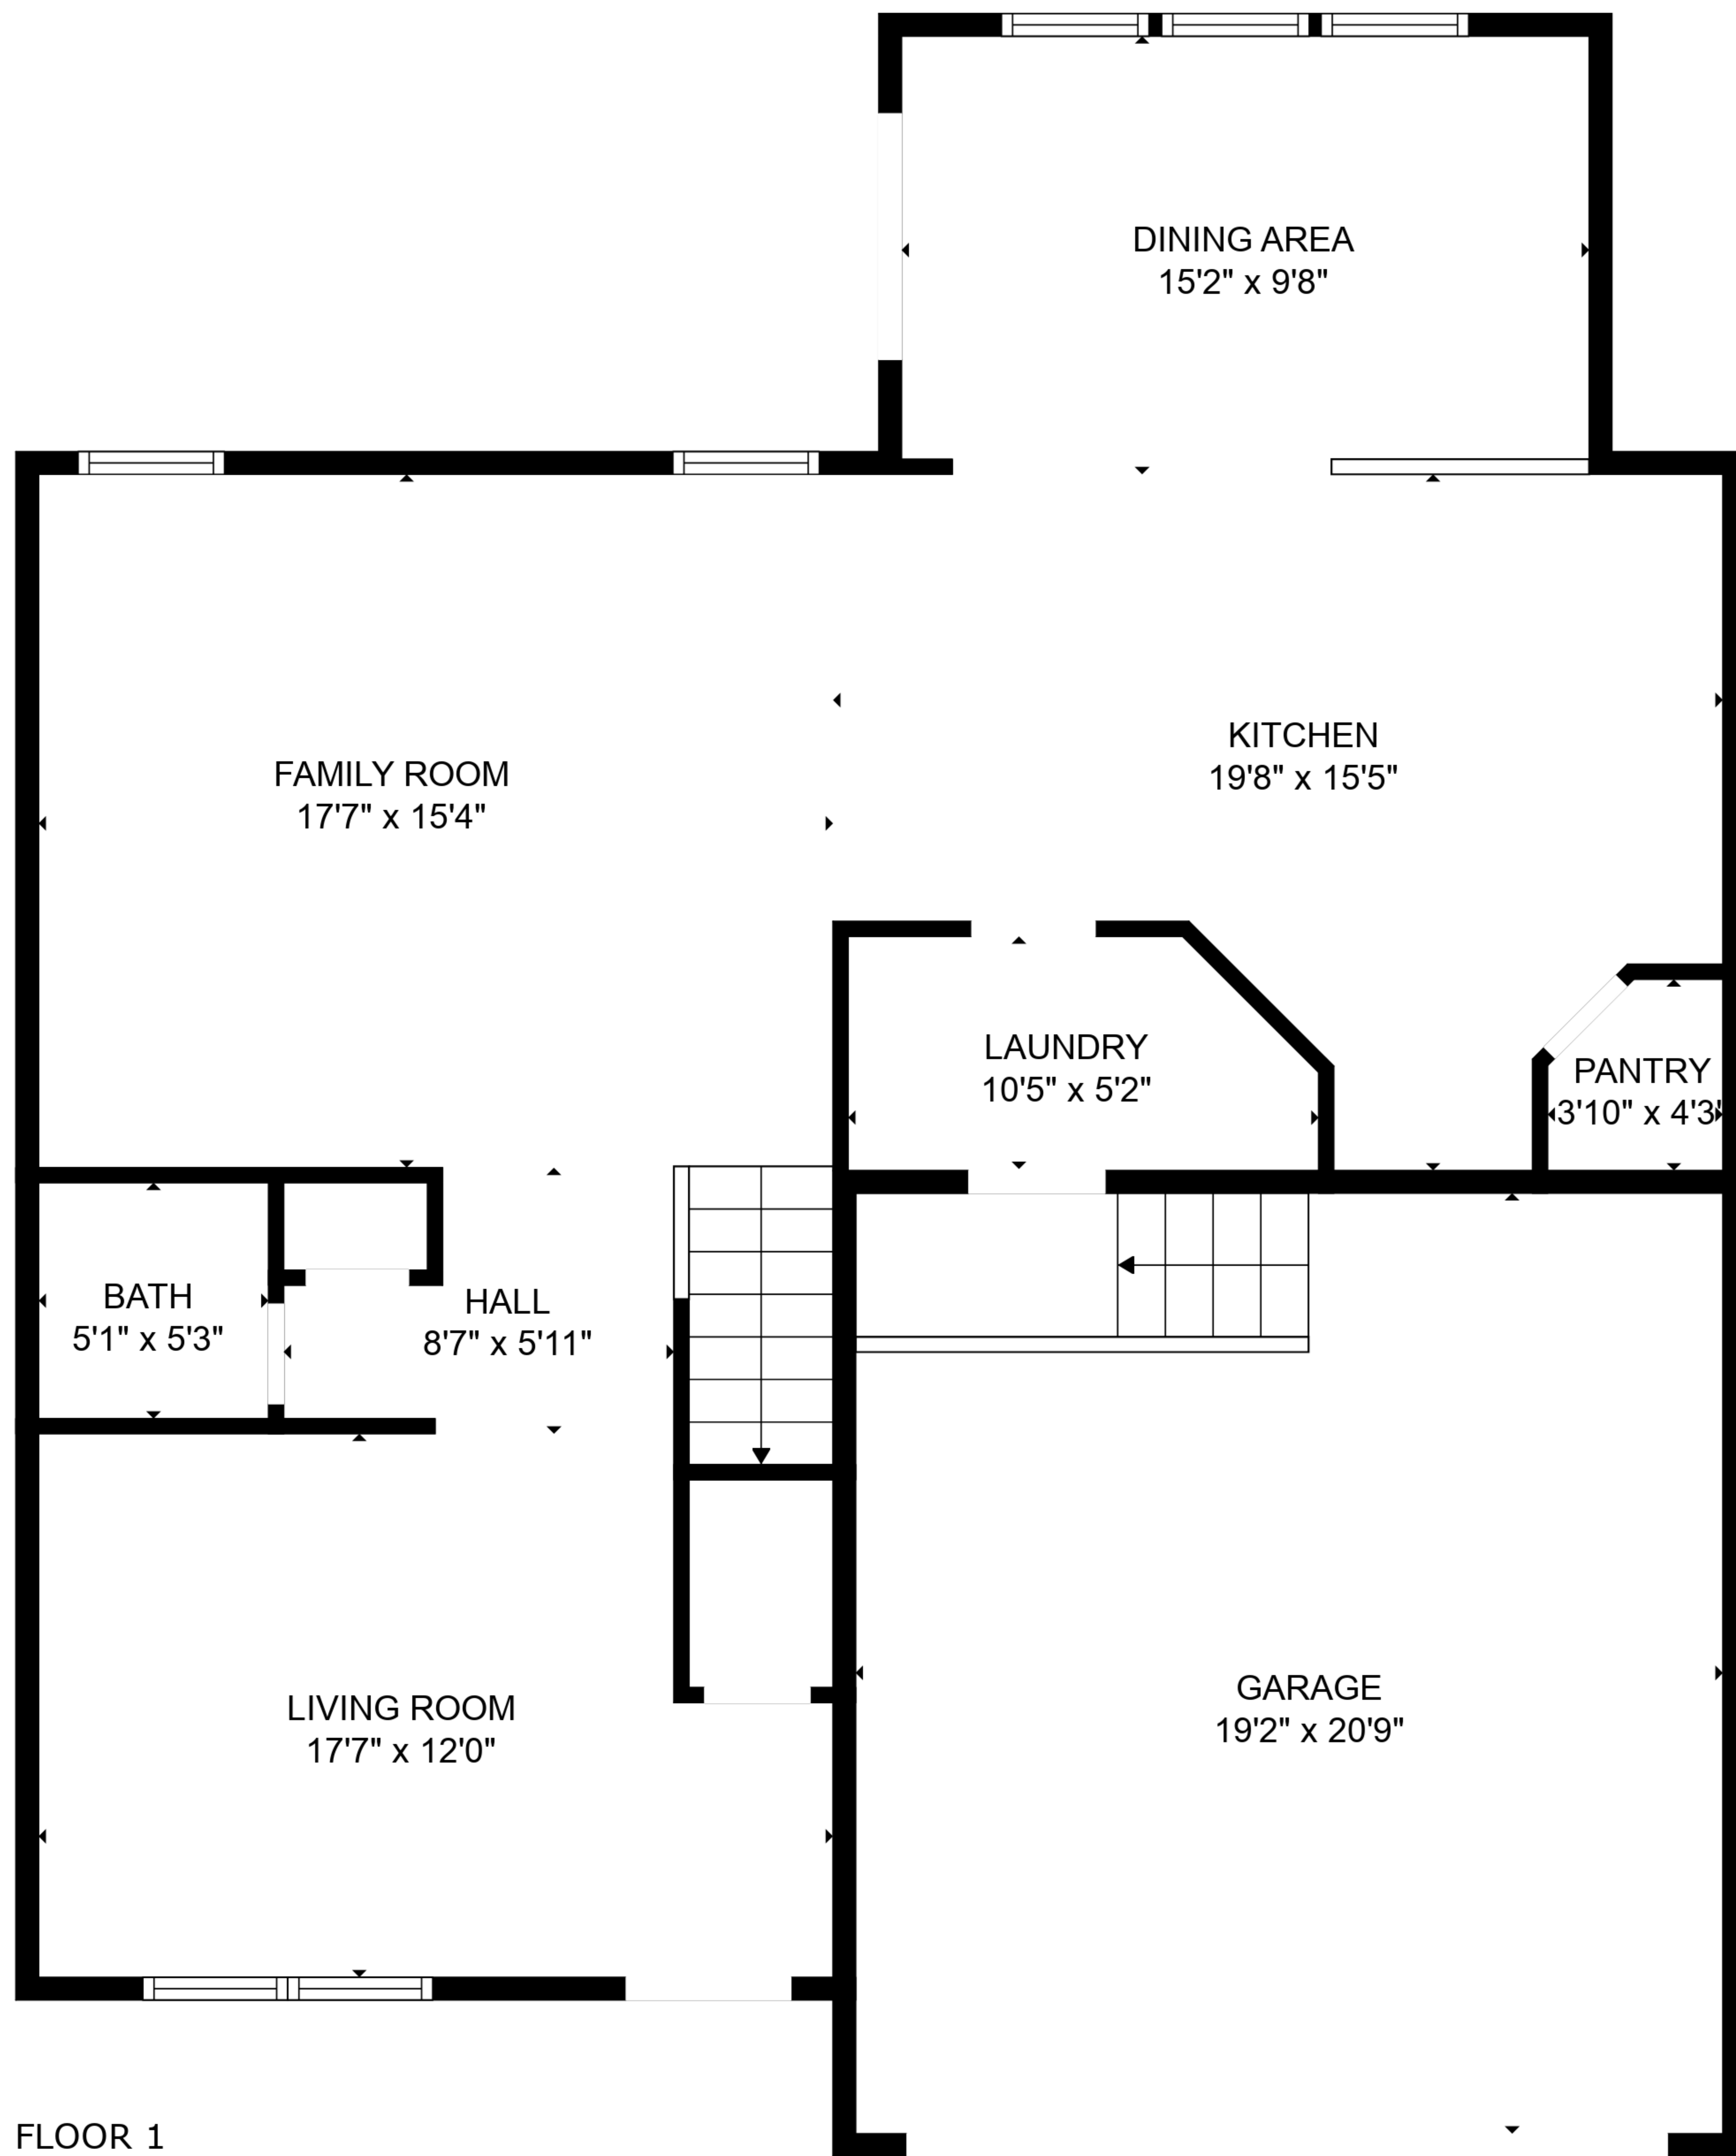 DINING AREA
15'2" x 9'8"
KITCHEN
19'8" x 15'5"
FAMILY ROOM
17'7" x 15'4"
LAUNDRY
10'5" x 5'2"
PANTRY
3'10" x 4'3'
BATH
5'1" x 5'3"
HALL
8'7" x 5'11"
GARAGE
19'2" x 20'9"
LIVING ROOM
17'7" x 12'0"
FLOOR 1